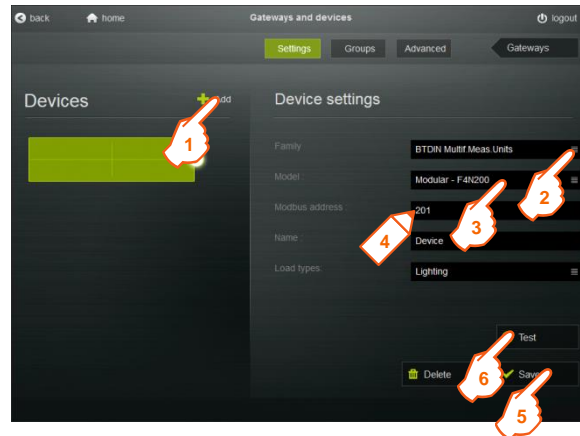 back home Gateways and devices logout
Settings Groups Advanced Gateways
Devices
Device settings
1
Family BTDIN Multif.Meas.Units
2
Model : Modular - F4N200
3
Modbus address : 201
4
Name : Device
Load types: Lighting
Test
6
Delete Save
5